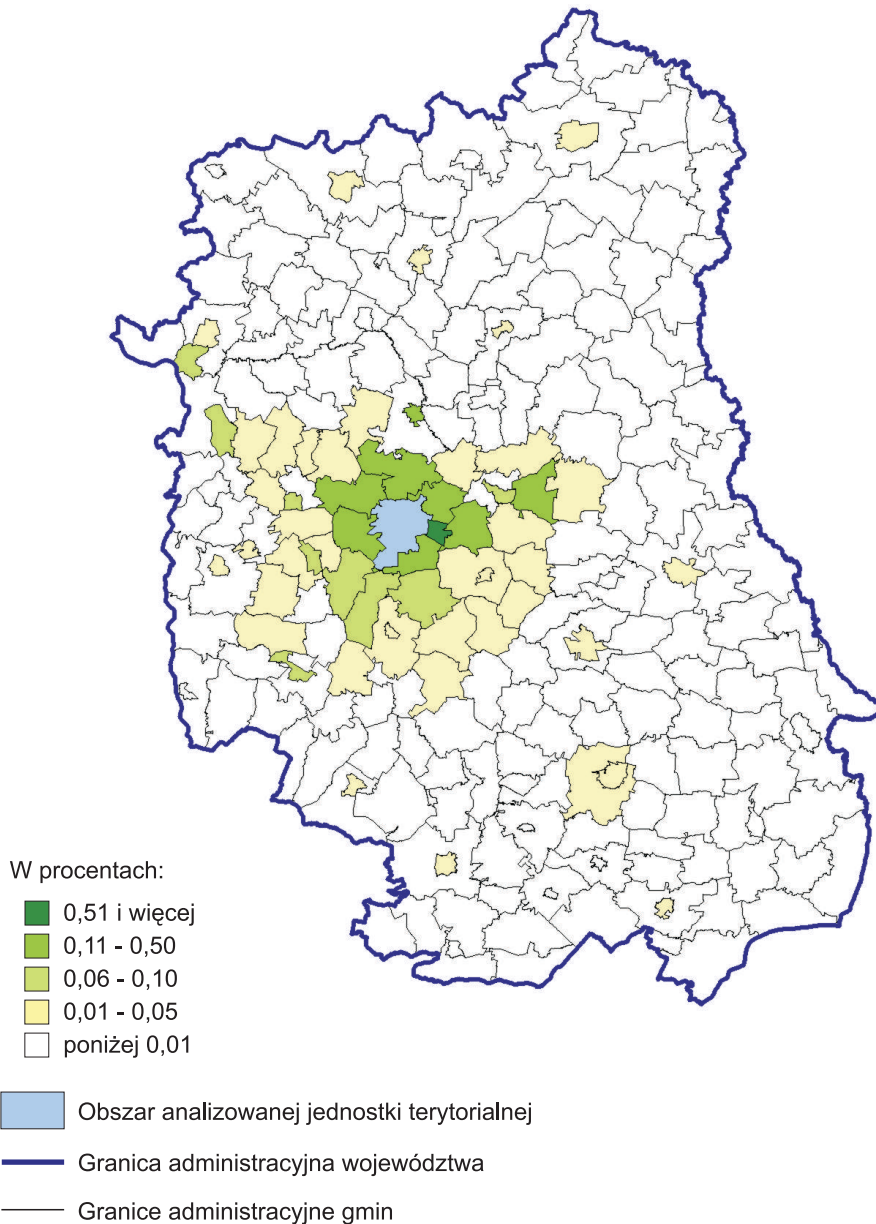 W procentach:
0,51 i więcej
0,11 - 0,50
0,06 - 0,10
0,01 - 0,05
poniżej 0,01
Obszar analizowanej jednostki terytorialnej
Granica administracyjna województwa
Granice administracyjne gmin